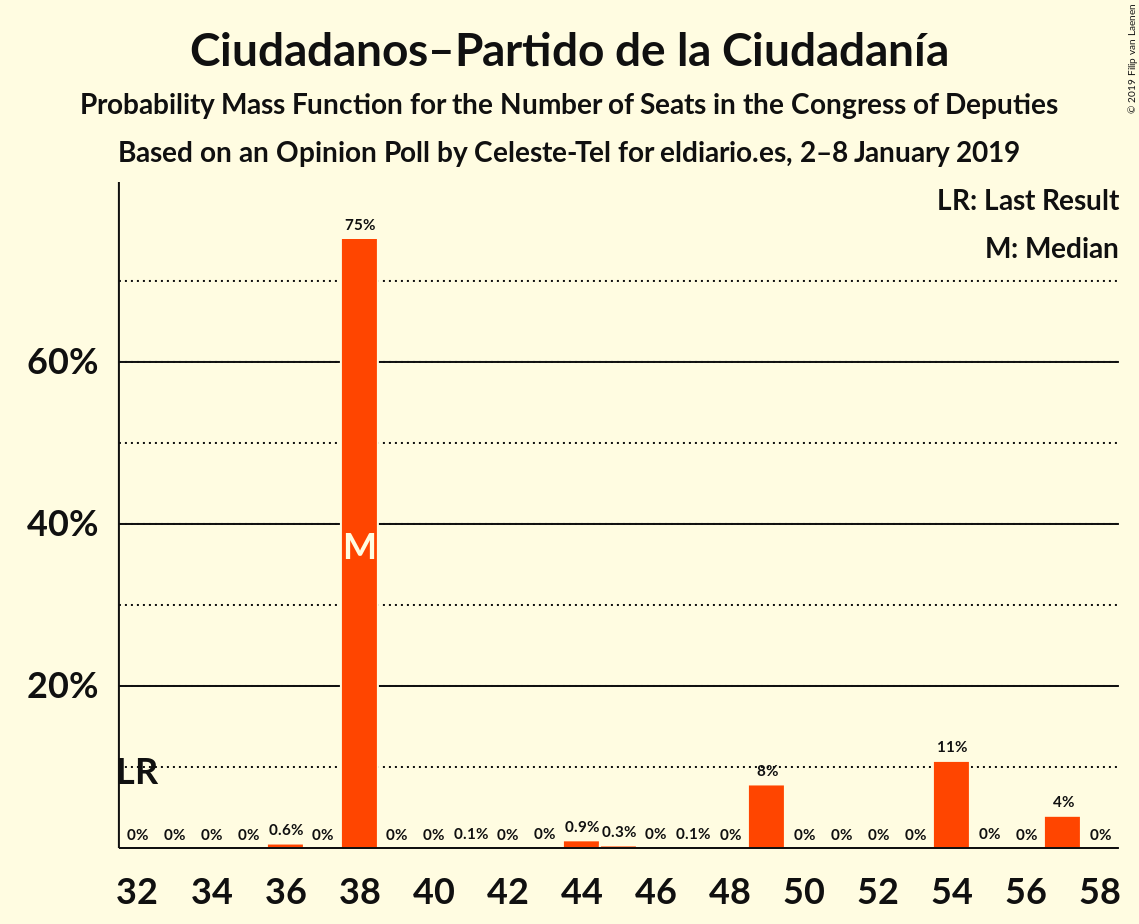 Ciudadanos–Partido de la Ciudadanía
Probability Mass Function for the Number of Seats in the Congress of Deputies
Based on an Opinion Poll by Celeste-Tel for eldiario.es, 2–8 January 2019
© 2019 Filip van Laenen
LR: Last Result
M: Median
75%
60%
40%
M
20%
11%
LR
8%
4%
0% 0% 0% 0% 0.6% 0% 0% 0% 0.1% 0% 0% 0.9% 0.3% 0% 0.1% 0% 0% 0% 0% 0% 0% 0% 0%
32 34 36 38 40 42 44 46 48 50 52 54 56 58